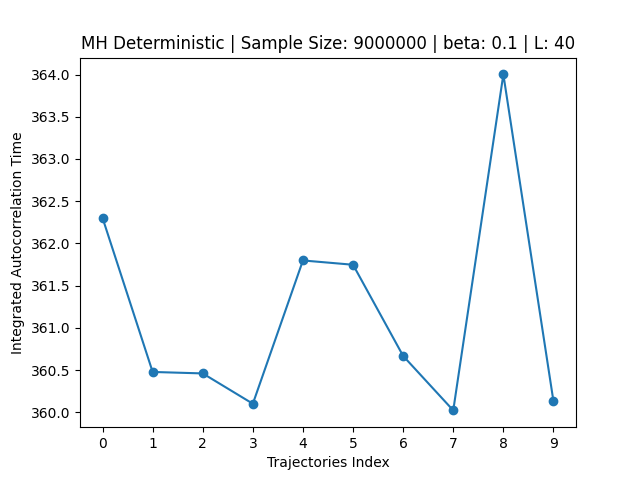 MH Deterministic | Sample Size: 9000000 | beta: 0.1 | L: 40
Integrated Autocorrelation Time
364.0
363.5
363.0
362.5
362.0
361.5
361.0
360.5
360.0
0 1 2 3 4 5 6 7 8 9
Trajectories Index